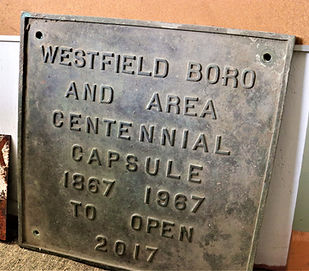 WESTFIELD BORO
AND AREA
CENTENNIAL
CAPSULE
1867 1967
TO OPEN
2017